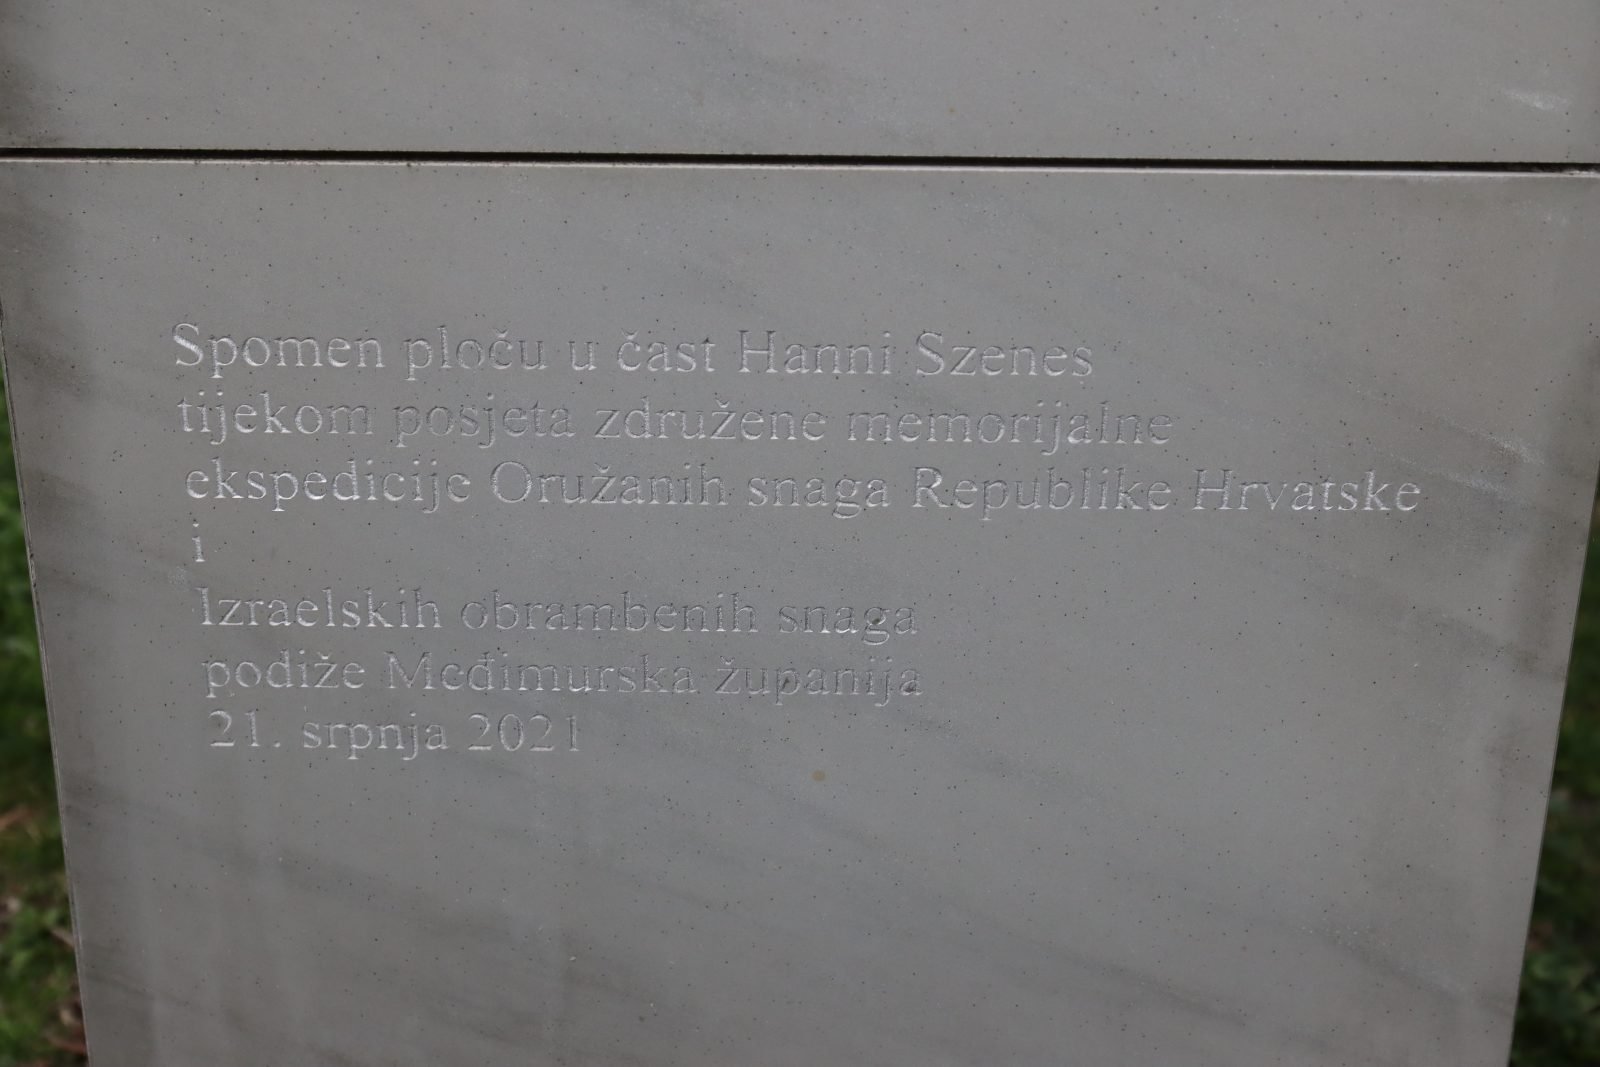 Spomen ploču u čast Hanni Szenes
tijekom posjeta združene memorijalne
ekspedicije Oružanih snaga Republike Hrvatske
i
Izraelskih obrambenih snaga
podiže Međimurska županija
21. srpnja 2021